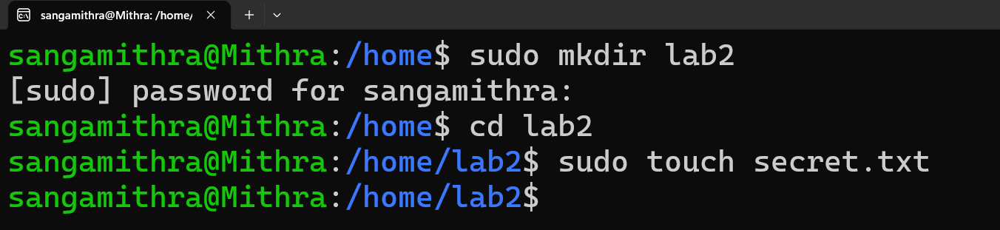 sangamithra@Mithra: /home/
sangamithra@Mithra:/home$ sudo mkdir lab2
[sudo] password for sangamithra:
sangamithra@Mithra:/home$ cd lab2
sangamithra@Mithra:/home/lab2$ sudo touch secret.txt
sangamithra@Mithra:/home/lab2$